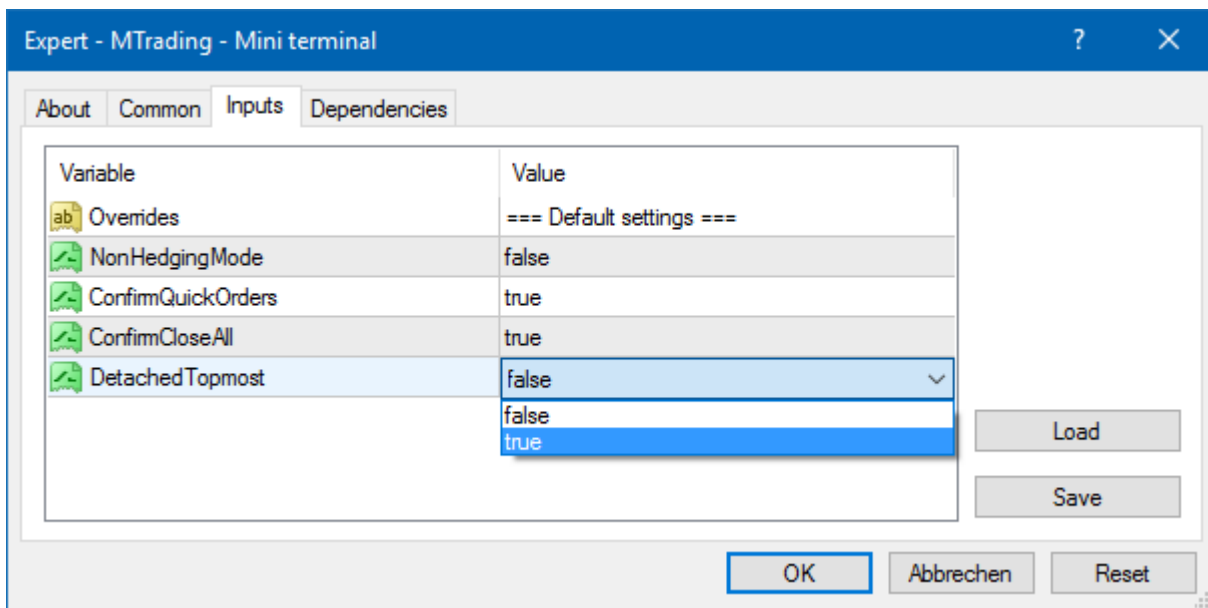 Expert - MTrading - Mini terminal ?
About Common Inputs Dependencies
Variable Value
ab Overrides === Default settings ===
NonHedgingMode false
ConfirmQuickOrders true
ConfirmCloseAll true
DetachedTopmost false
false
true
Load
Save
OK Abbrechen Reset